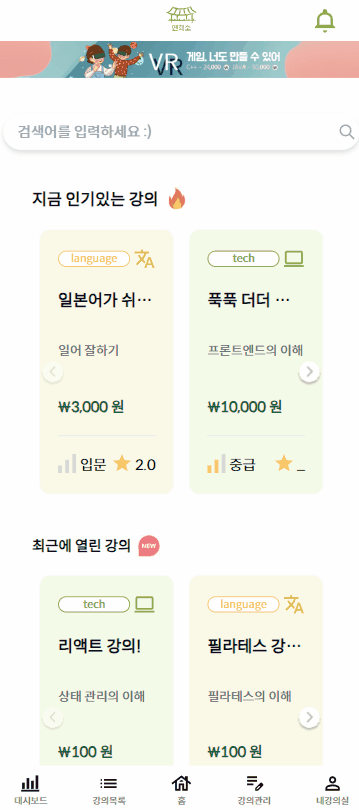 만각소
VR 게임, 너도 만들 수 있어
검색어를 입력하세요 :)
지금 인기있는 강의
language
tech
일본어가 쉬…
푹푹 더더 …
일어 잘하기
프론트엔드의 이해
₩3,000 원
₩10,000 원
입문 2.0
중급 _
최근에 열린 강의 NEW
tech
language
리액트 강의!
필라테스 강…
상태 관리의 이해
필라테스의 이해
₩100 원
₩100 원
대시보드
강의목록
홈
강의관리
내강의실